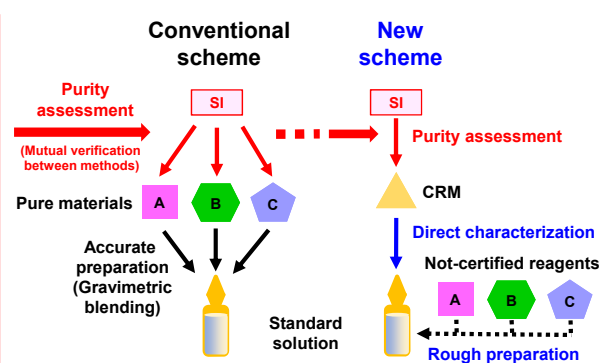 Conventional
scheme
New
scheme
Purity
assessment
(Mutual verification
between methods)
SI
SI
Purity assessment
Pure materials
A
B
C
CRM
Accurate
preparation
(Gravimetric
blending)
Direct characterization
Not-certified reagents
A
B
C
Standard
solution
Rough preparation